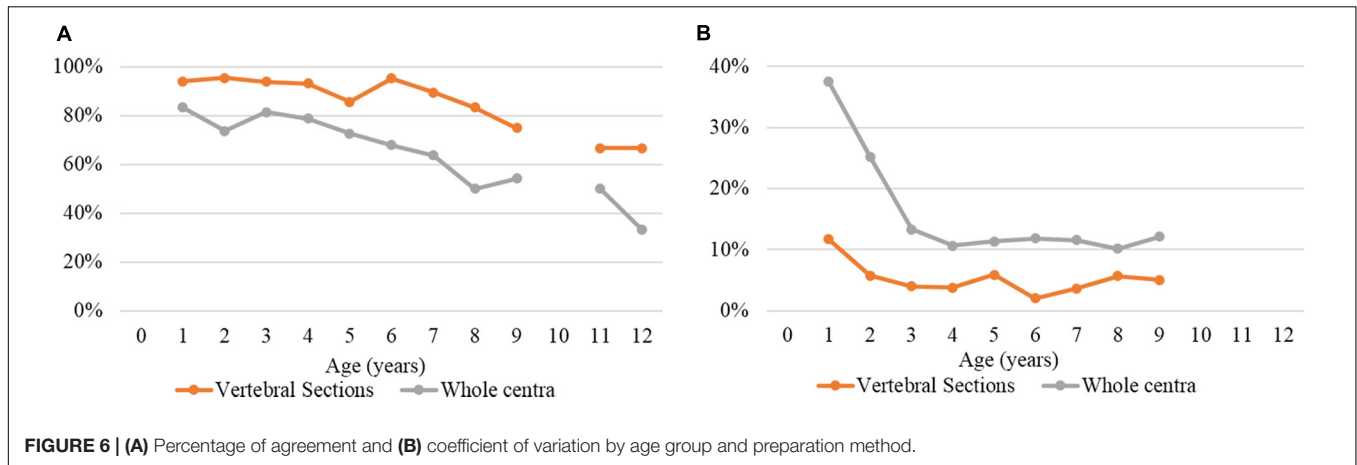 A
100%
80%
60%
40%
20%
0%
0 1 2 3 4 5 6 7 8 9 10 11 12
Age (years)
Vertebral Sections Whole centra
B
40%
30%
20%
10%
0%
0 1 2 3 4 5 6 7 8 9 10 11 12
Age (years)
Vertebral Sections Whole centra
FIGURE 6 | (A) Percentage of agreement and (B) coefficient of variation by age group and preparation method.